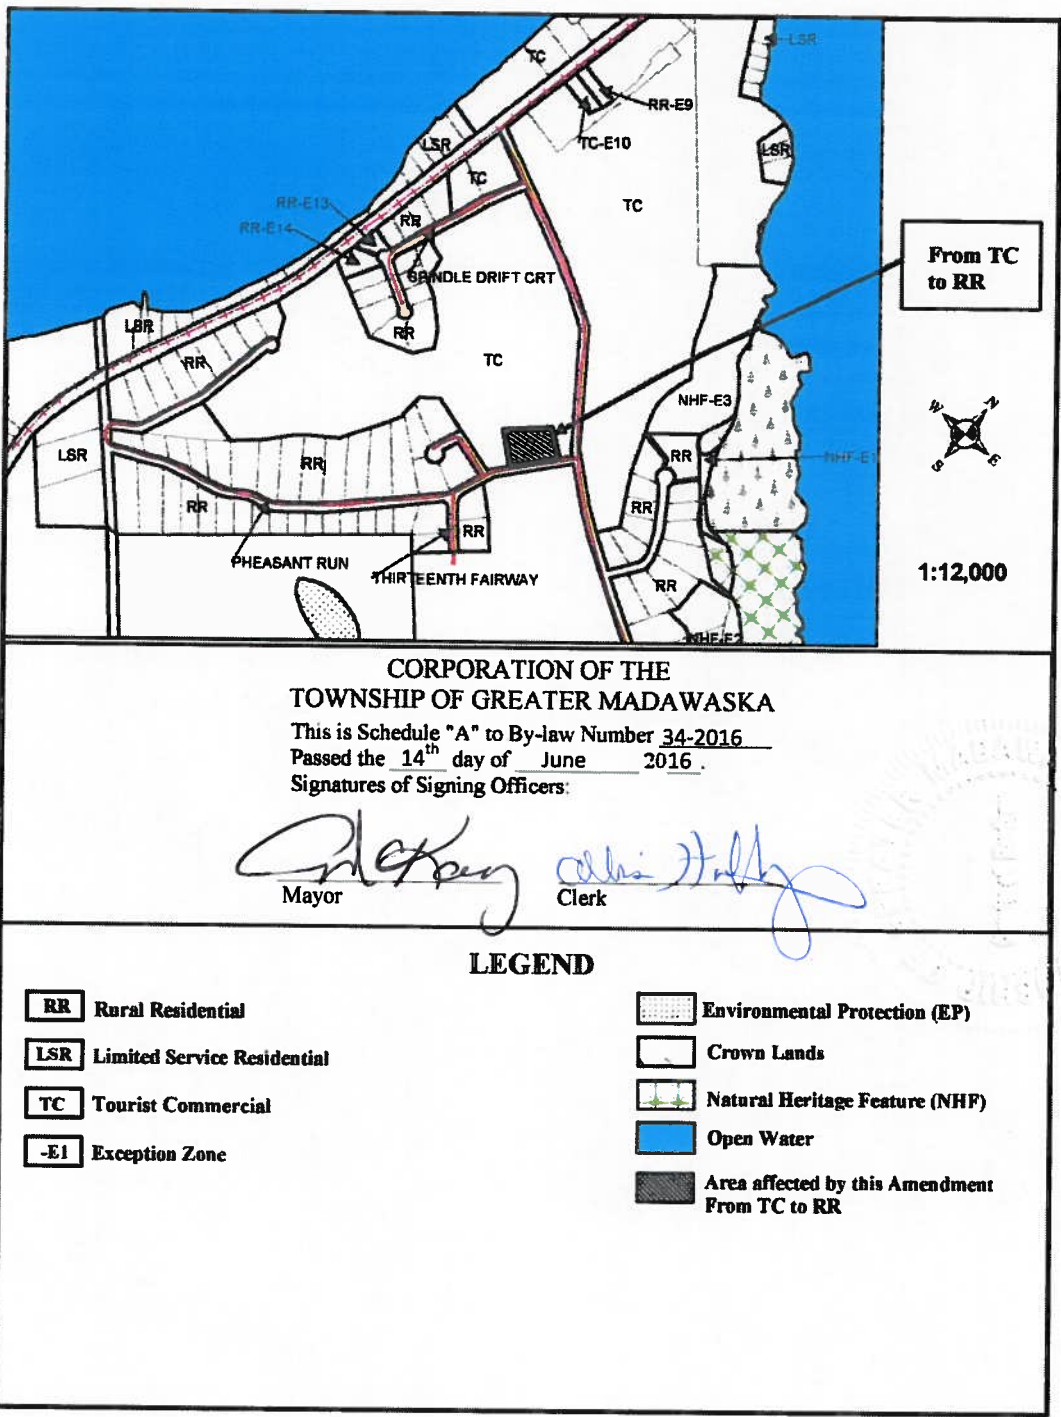 TC
LSR
RR-E9
LSR
TC-E10
LSR
TC
RR-E13
RR
TC
RR-E14
From TC
to RR
SPINDLE DRIFT CRT
LSR
RR
RR
TC
NHF-E3
W N
S E
LSR
RR
RR
NHF-E1
RR
RR
RR
PHEASANT RUN
THIRTEENTH FAIRWAY
RR
1:12,000
NHF-E2
CORPORATION OF THE
TOWNSHIP OF GREATER MADAWASKA
This is Schedule "A" to By-law Number 34-2016
Passed the 14th day of June 2016 .
Signatures of Signing Officers:
Mayor
Clerk
LEGEND
RR Rural Residential
LSR Limited Service Residential
TC Tourist Commercial
-E1 Exception Zone
Environmental Protection (EP)
Crown Lands
Natural Heritage Feature (NHF)
Open Water
Area affected by this Amendment
From TC to RR